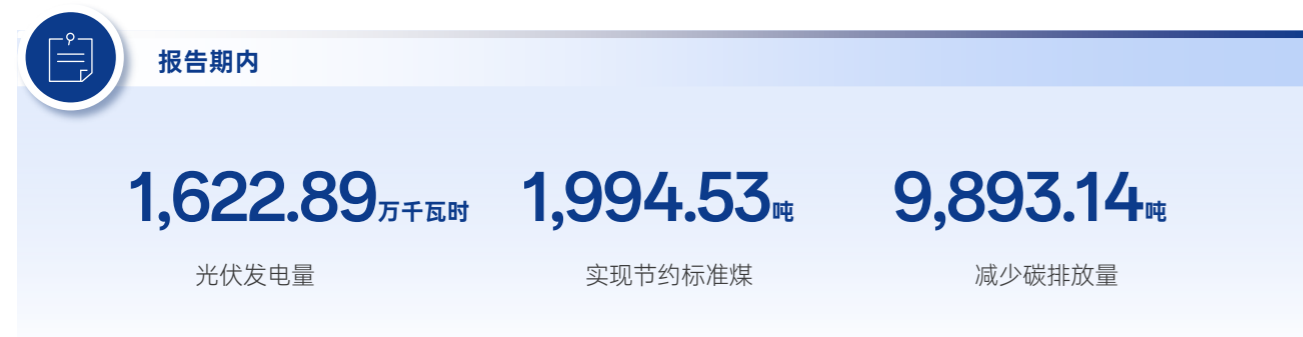 报告期内
1,622.89万千瓦时 1,994.53吨 9,893.14吨
光伏发电量 实现节约标准煤 减少碳排放量